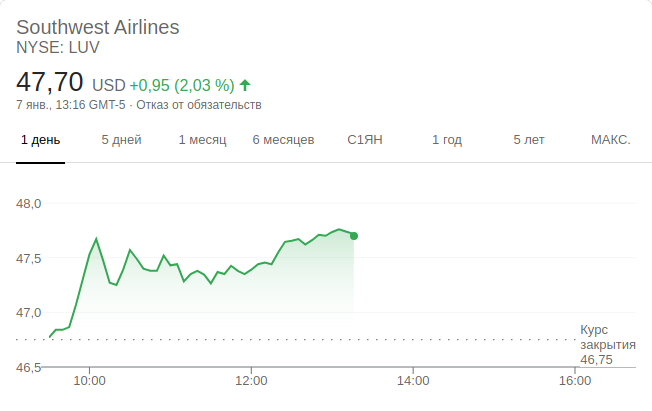 Southwest Airlines
NYSE: LUV
47,70 USD +0,95 (2,03 %)
7 янв., 13:16 GMT-5 · Отказ от обязательств
1 день 5 дней 1 месяц 6 месяцев С1ЯН 1 год 5 лет МАКС.
48,0
47,5
47,0
Курс
закрытия
46,75
46,5
10:00 12:00 14:00 16:00